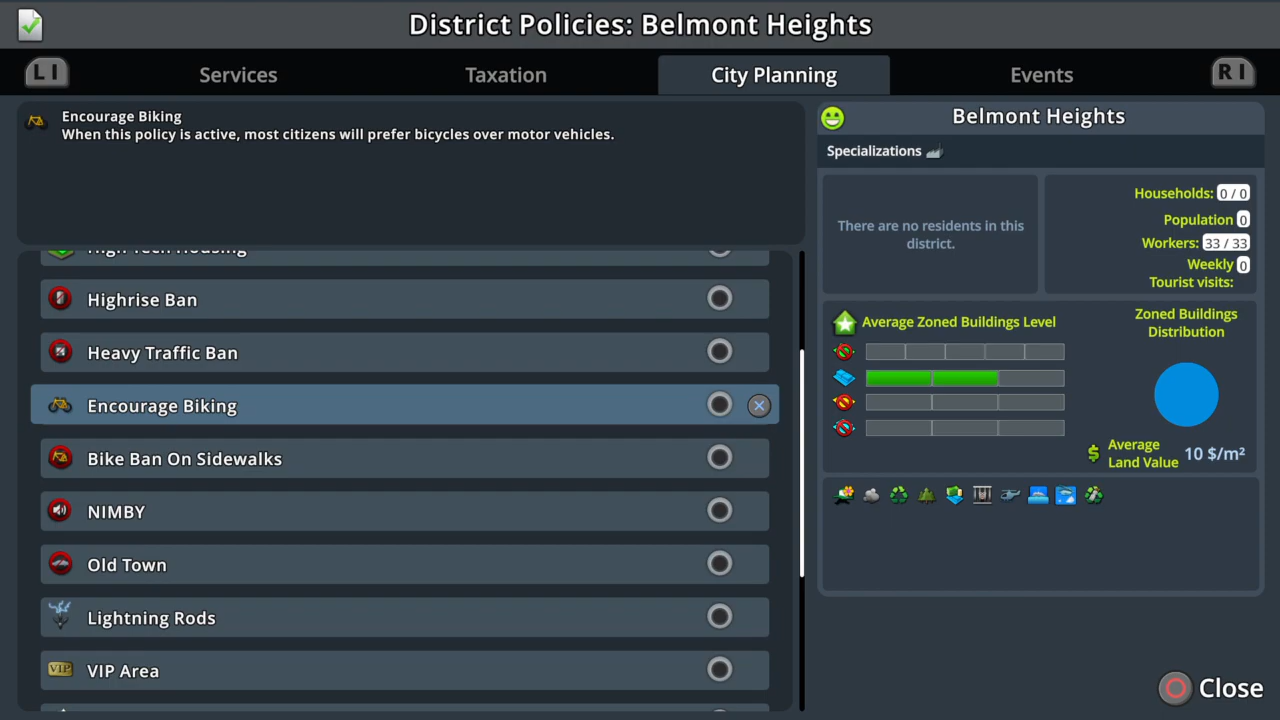 District Policies: Belmont Heights
L1
Services
Taxation
City Planning
Events
R1
Encourage Biking
When this policy is active, most citizens will prefer bicycles over motor vehicles.
High Tech Housing
Highrise Ban
Heavy Traffic Ban
Encourage Biking
Bike Ban On Sidewalks
NIMBY
Old Town
Lightning Rods
VIP
VIP Area
Belmont Heights
Specializations
There are no residents in this
district.
Households: 0 / 0
Population 0
Workers: 33 / 33
Weekly 0
Tourist visits:
Average Zoned Buildings Level
Zoned Buildings
Distribution
$ Average
Land Value 10 $/m²
Close